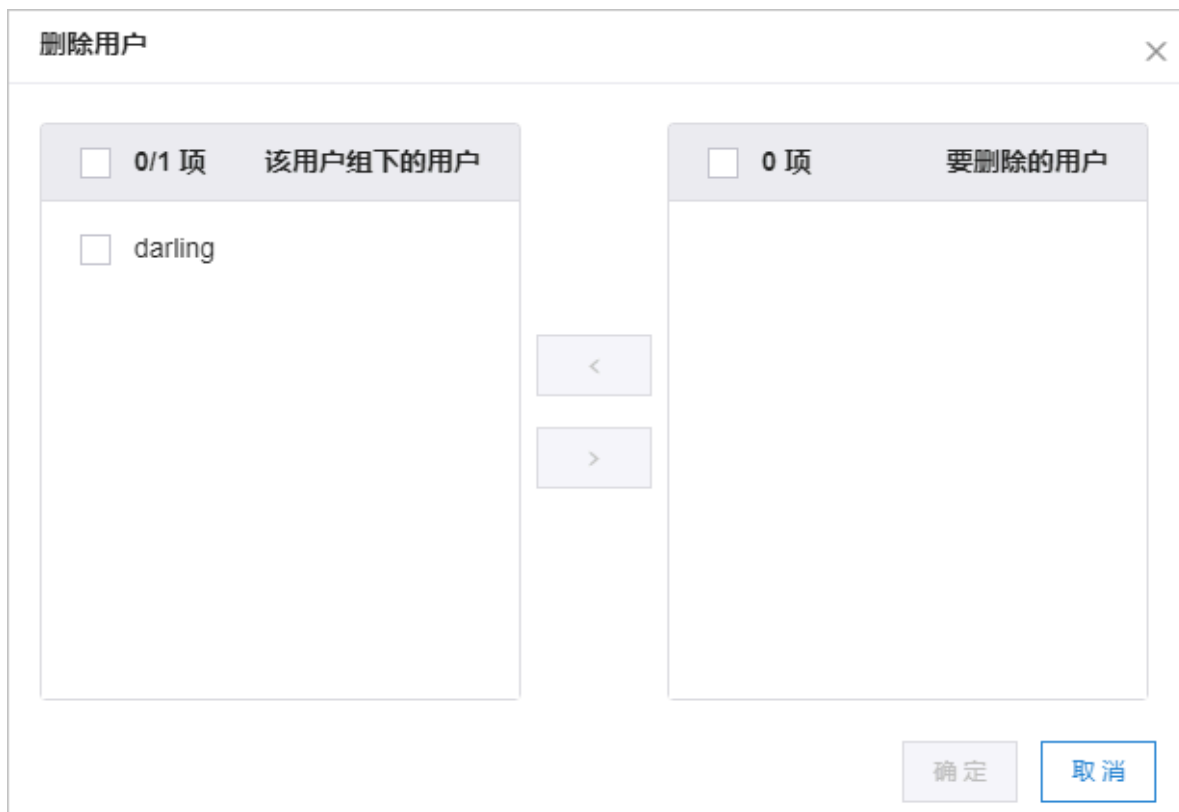 删除用户
0/1 项 该用户组下的用户
darling
<
>
0 项 要删除的用户
确定 取消